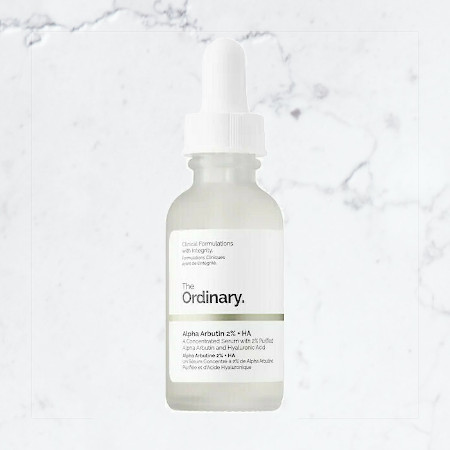 Clinical Formulations
with Integrity.
Formulations Cliniques
avec de l'intégrité.
The
Ordinary.
Alpha Arbutin 2% + HA
A Concentrated Serum with 2% Purified
Alpha Arbutin and Hyaluronic Acid
Alpha Arbutine 2% + HA
Un Sérum Concentré à 2% de Alpha Arbutine
Purifiée et d'Acide Hyaluronique